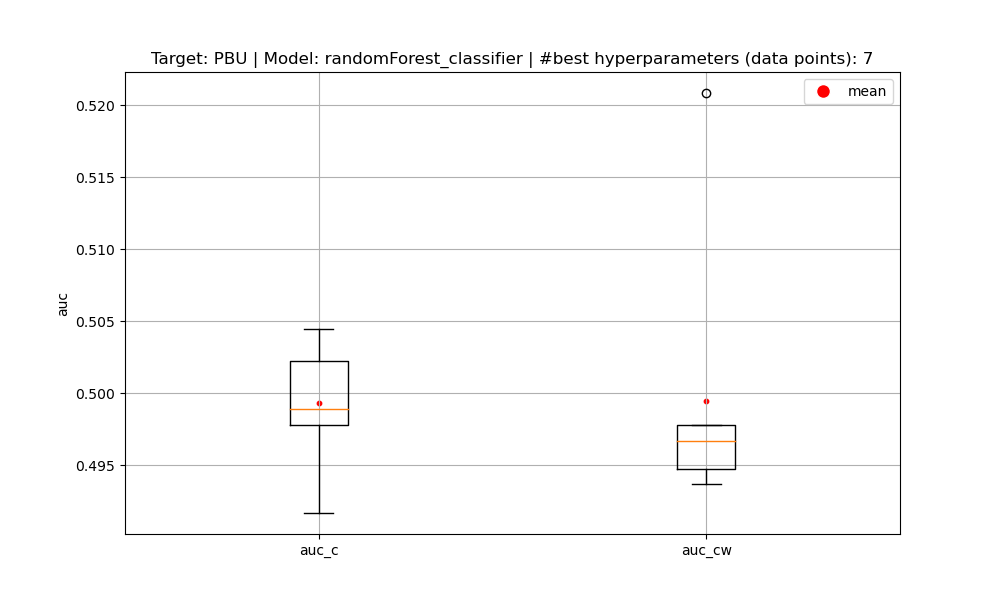 Target: PBU | Model: randomForest_classifier | #best hyperparameters (data points): 7
mean
0.520
0.515
0.510
0.505
0.500
0.495
auc
auc_c
auc_cw